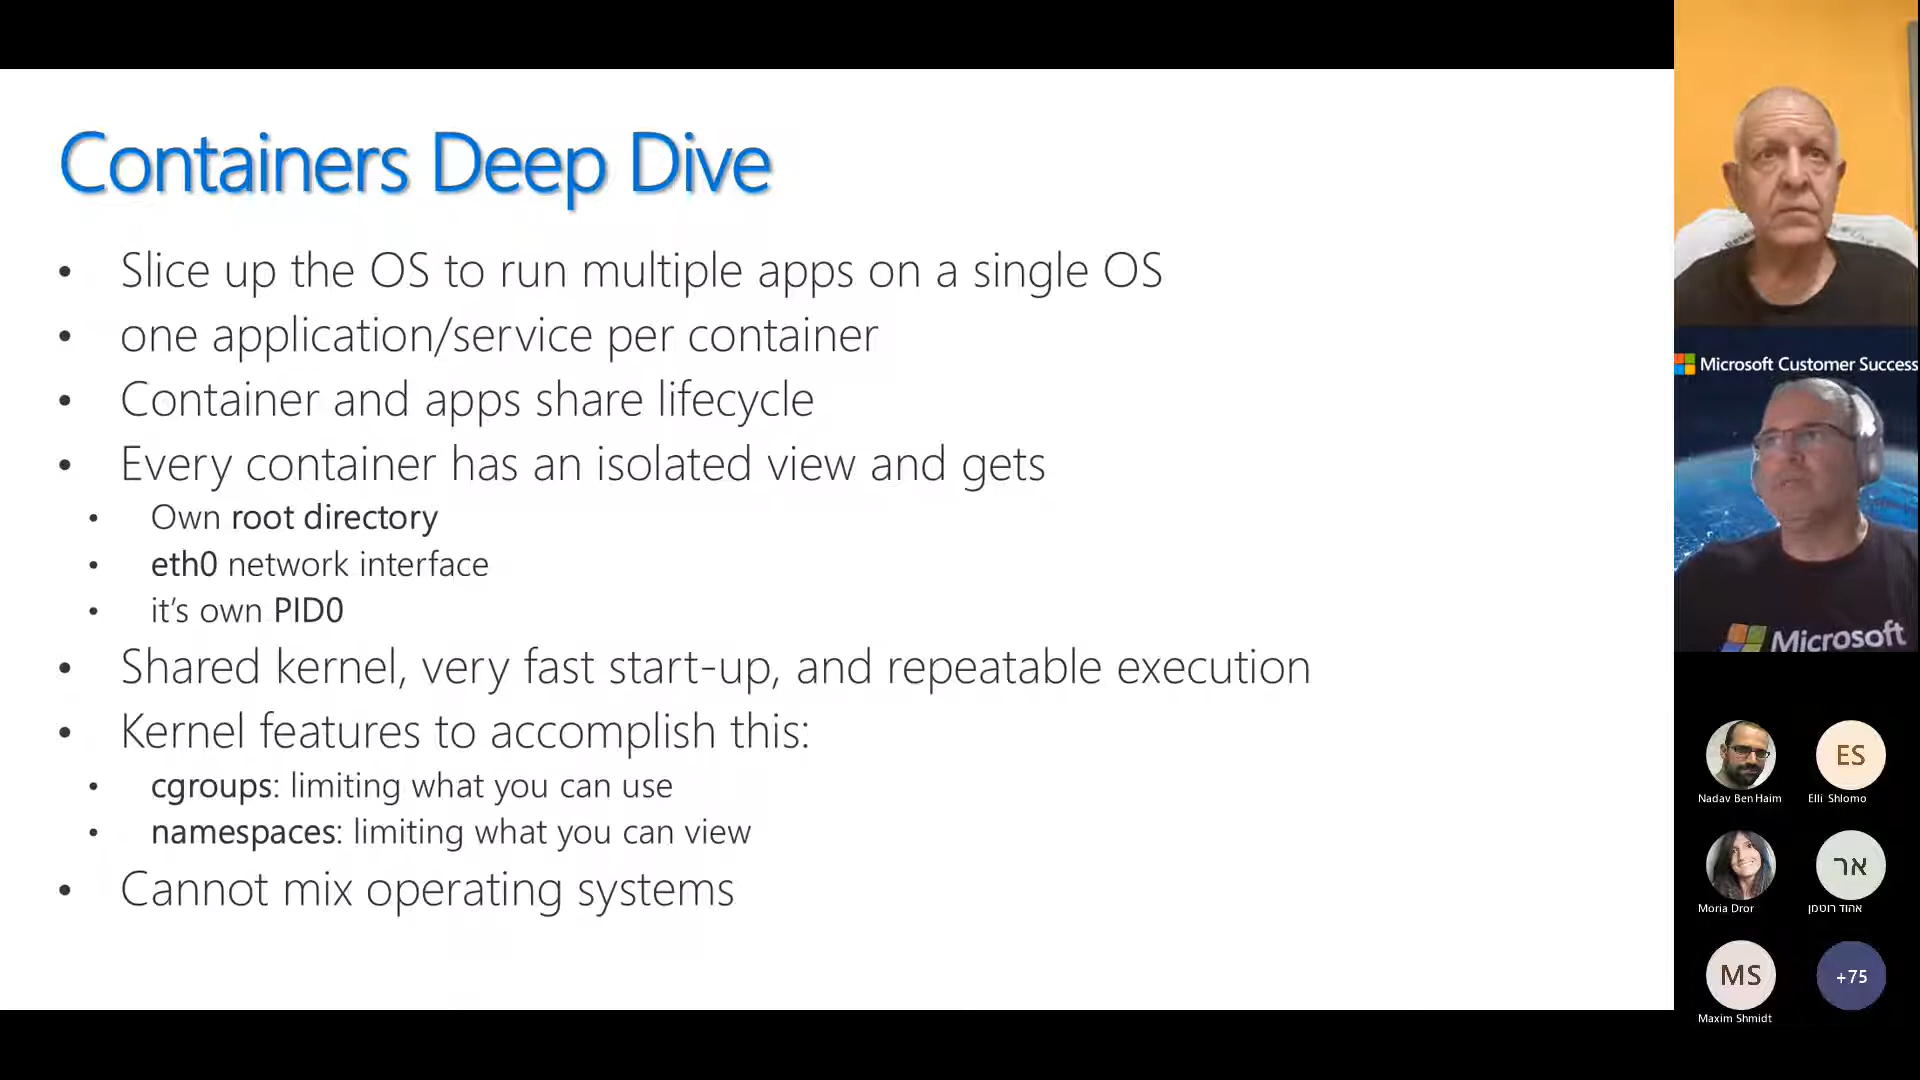 Containers Deep Dive
• Slice up the OS to run multiple apps on a single OS
• one application/service per container
• Container and apps share lifecycle
• Every container has an isolated view and gets
• Own root directory
• eth0 network interface
• it's own PID0
• Shared kernel, very fast start-up, and repeatable execution
• Kernel features to accomplish this:
• cgroups: limiting what you can use
• namespaces: limiting what you can view
• Cannot mix operating systems
Microsoft Customer Success
Microsoft
ES
Nadav Ben Haim
Elli Shlomo
אר
Moria Dror
אהוד רוטמן
MS
+75
Maxim Shmidt